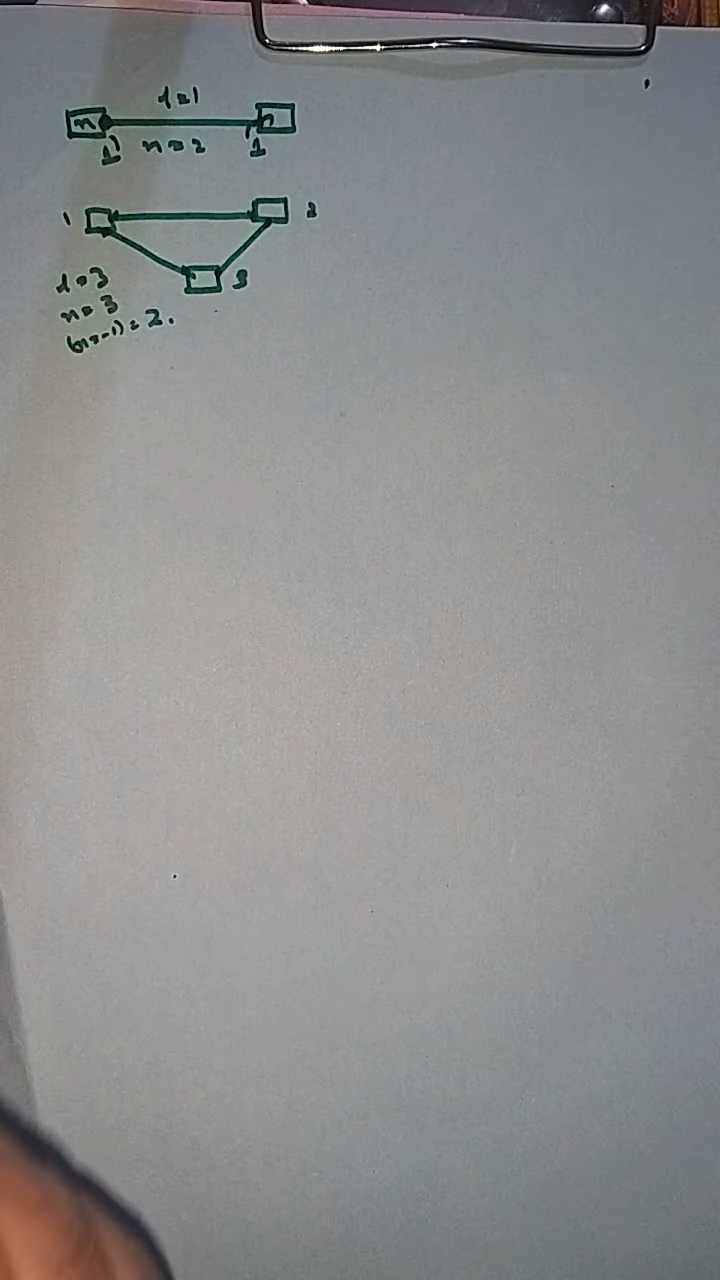 d=1
n
1 n=2 1
1 2
3
d=3
n=3
(n-1)=2.